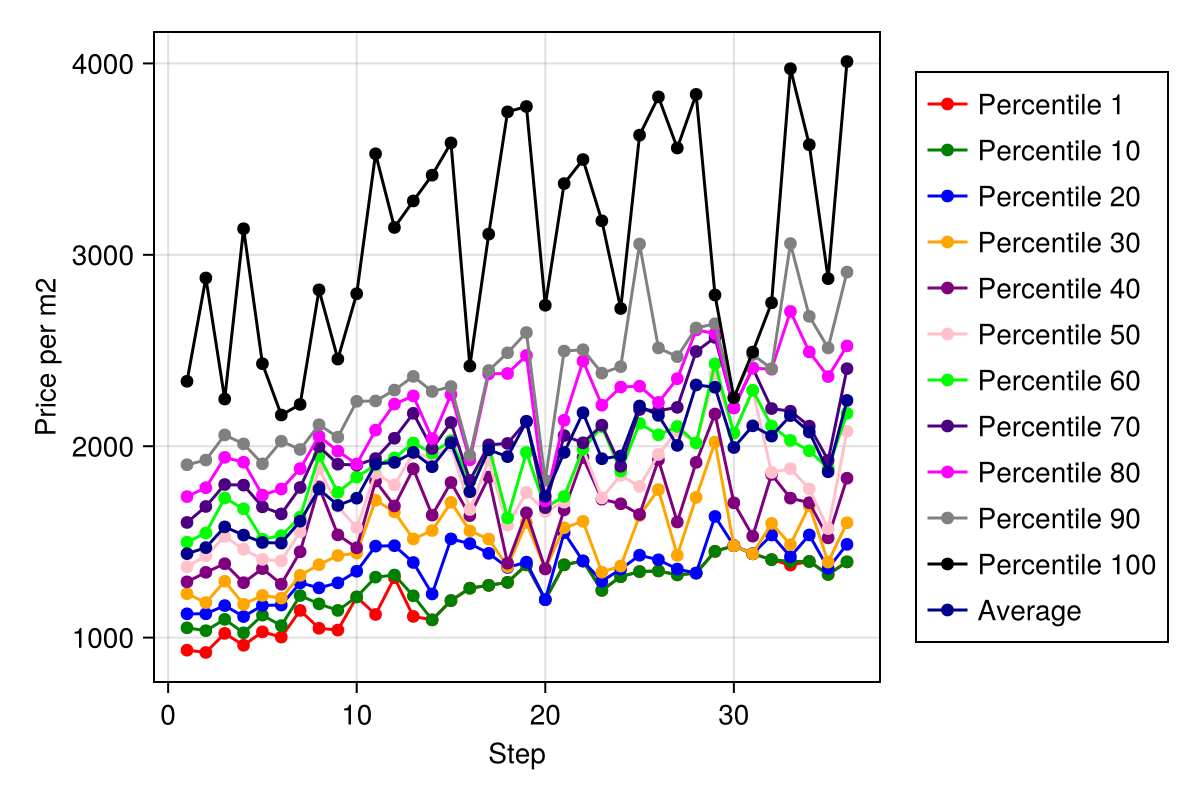 4000
3000
2000
1000
Price per m2
0 10 20 30
Step
Percentile 1
Percentile 10
Percentile 20
Percentile 30
Percentile 40
Percentile 50
Percentile 60
Percentile 70
Percentile 80
Percentile 90
Percentile 100
Average